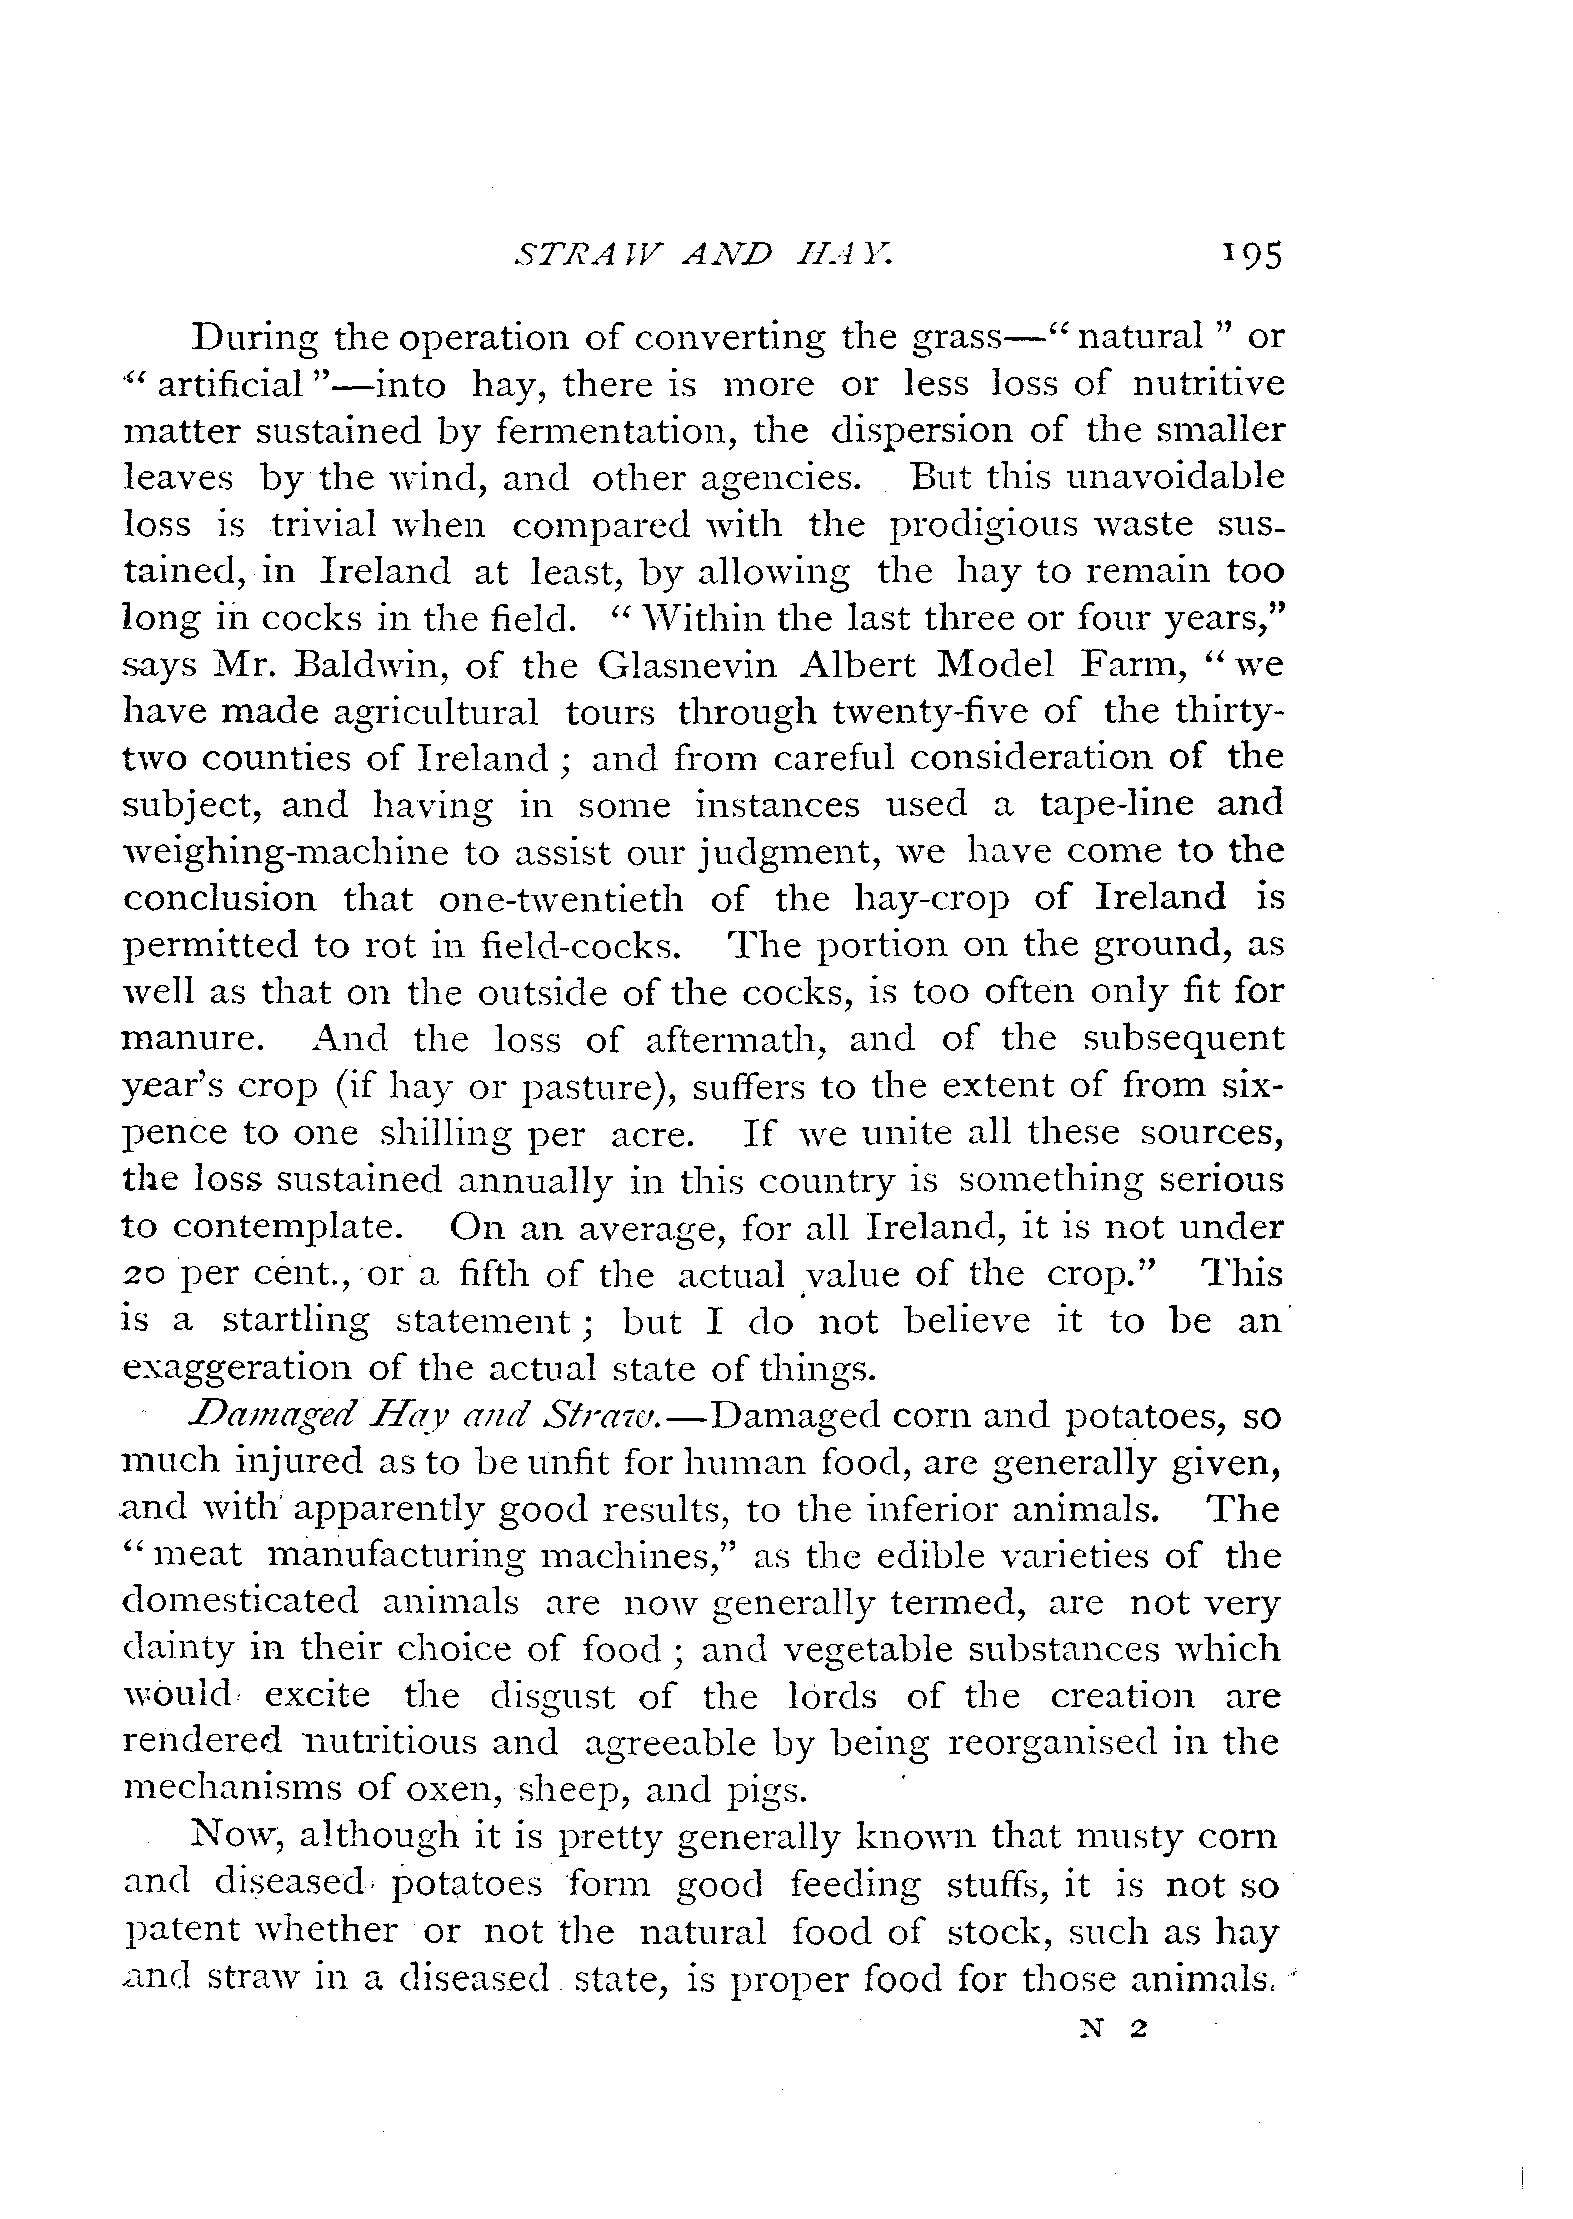 STRAW AND HAY. 195
During the operation of converting the grass—“ natural ” or
“ artificial ”—into hay, there is more or less loss of nutritive
matter sustained by fermentation, the dispersion of the smaller
leaves by the wind, and other agencies. But this unavoidable
loss is trivial when compared with the prodigious waste sus-
tained, in Ireland at least, by allowing the hay to remain too
long in cocks in the field. “ Within the last three or four years,”
says Mr. Baldwin, of the Glasnevin Albert Model Farm, “ we
have made agricultural tours through twenty-five of the thirty-
two counties of Ireland ; and from careful consideration of the
subject, and having in some instances used a tape-line and
weighing-machine to assist our judgment, we have come to the
conclusion that one-twentieth of the hay-crop of Ireland is
permitted to rot in field-cocks. The portion on the ground, as
well as that on the outside of the cocks, is too often only fit for
manure. And the loss of aftermath, and of the subsequent
year’s crop (if hay or pasture), suffers to the extent of from six-
pence to one shilling per acre. If we unite all these sources,
the loss sustained annually in this country is something serious
to contemplate. On an average, for all Ireland, it is not under
20 per cent., or a fifth of the actual value of the crop.” This
is a startling statement ; but I do not believe it to be an
exaggeration of the actual state of things.
Damaged Hay and Straw.—Damaged corn and potatoes, so
much injured as to be unfit for human food, are generally given,
and with apparently good results, to the inferior animals. The
“ meat manufacturing machines,” as the edible varieties of the
domesticated animals are now generally termed, are not very
dainty in their choice of food ; and vegetable substances which
would excite the disgust of the lords of the creation are
rendered nutritious and agreeable by being reorganised in the
mechanisms of oxen, sheep, and pigs.
Now, although it is pretty generally known that musty corn
and diseased potatoes form good feeding stuffs, it is not so
patent whether or not the natural food of stock, such as hay
and straw in a diseased state, is proper food for those animals.
N 2